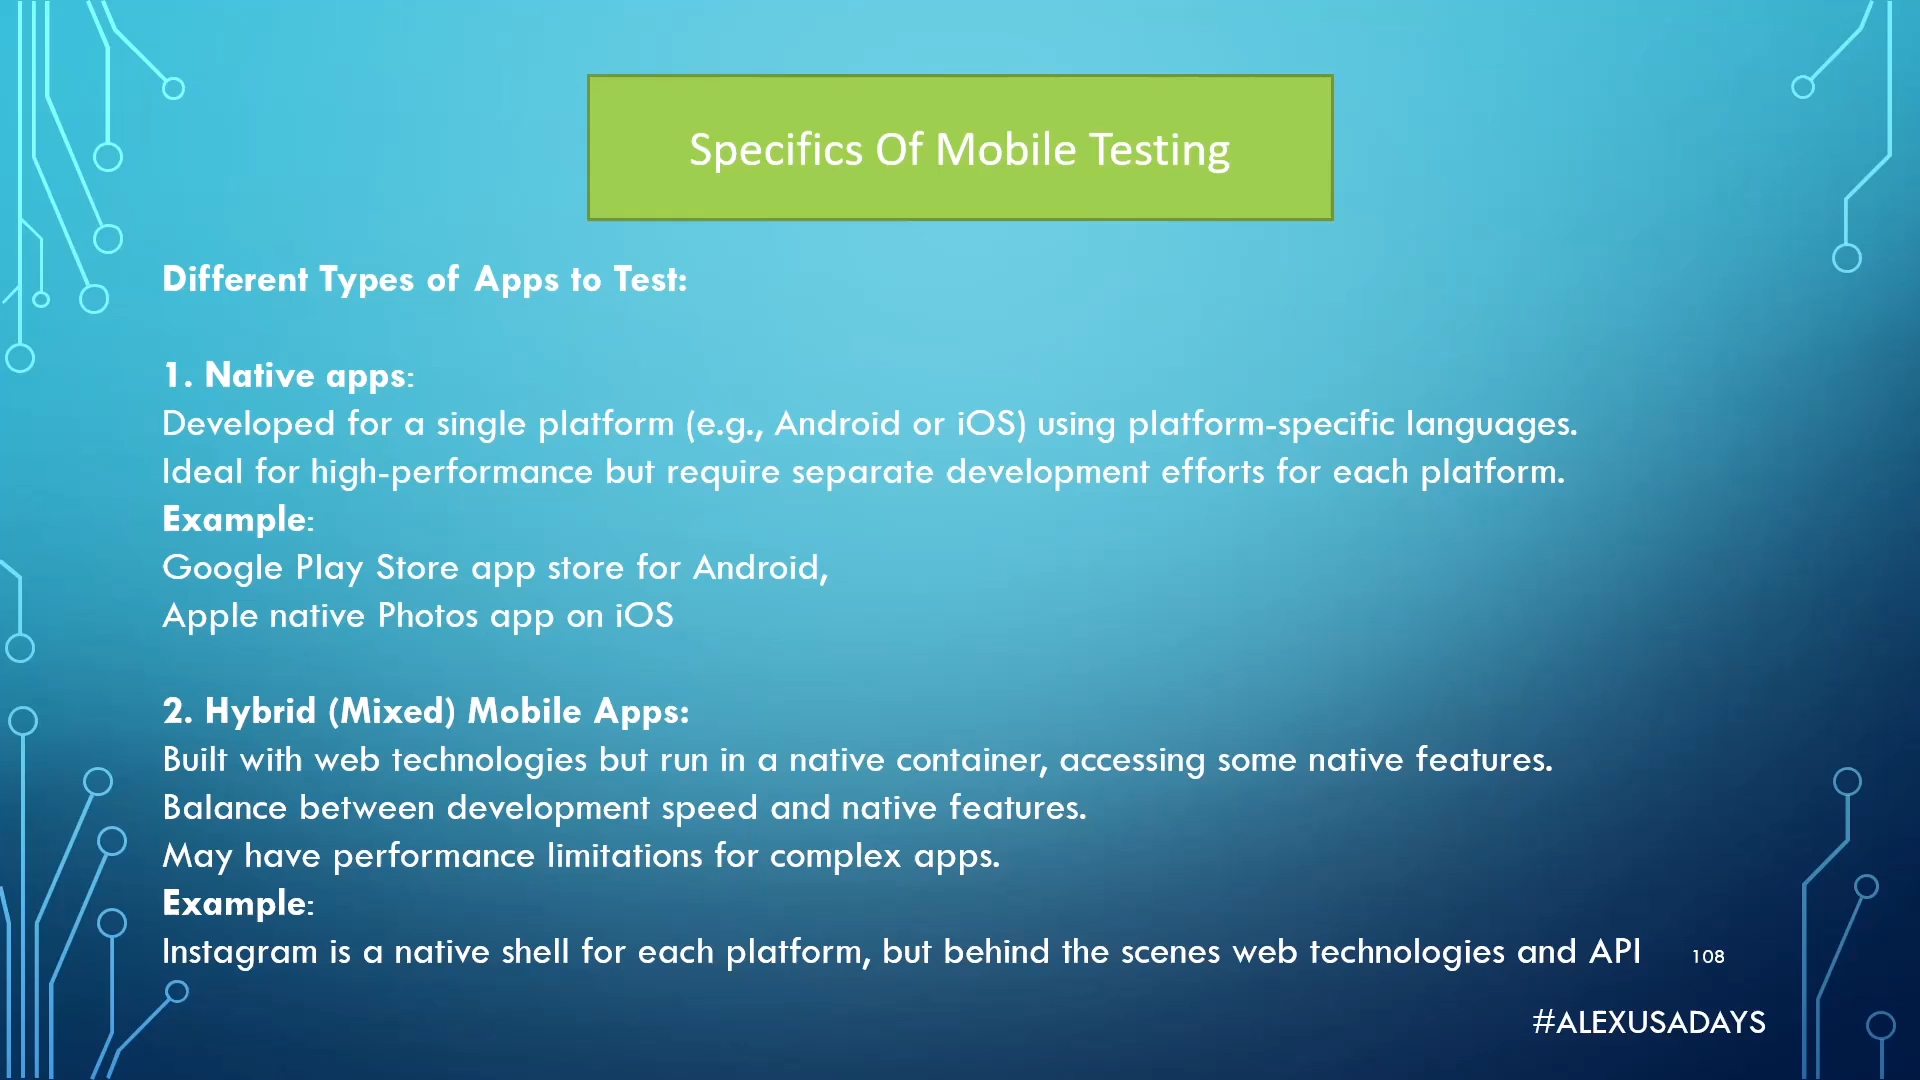 Specifics Of Mobile Testing
Different Types of Apps to Test:
1. Native apps:
Developed for a single platform (e.g., Android or iOS) using platform-specific languages.
Ideal for high-performance but require separate development efforts for each platform.
Example:
Google Play Store app store for Android,
Apple native Photos app on iOS
2. Hybrid (Mixed) Mobile Apps:
Built with web technologies but run in a native container, accessing some native features.
Balance between development speed and native features.
May have performance limitations for complex apps.
Example:
Instagram is a native shell for each platform, but behind the scenes web technologies and API
108
#ALEXUSADAYS